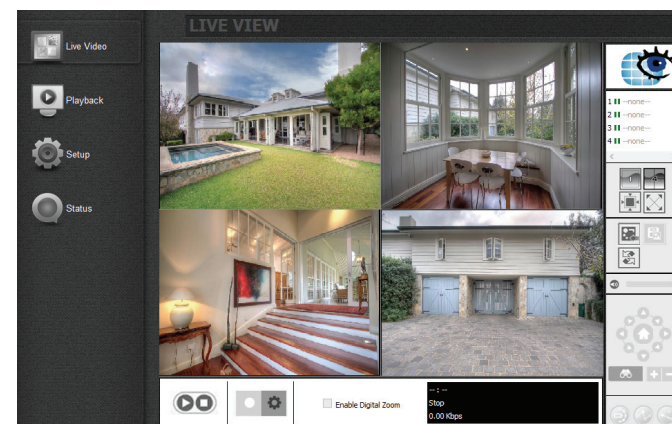 LIVE VIEW
Live Video
Playback
Setup
Status
1 --none--
2 --none--
3 --none--
4 --none--
Enable Digital Zoom
-- : --
Stop
0.00 Kbps